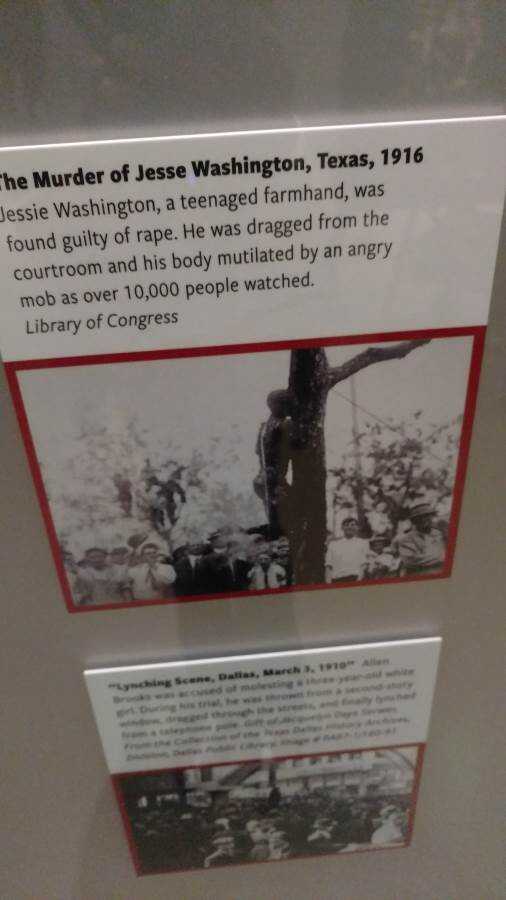 The Murder of Jesse Washington, Texas, 1916
Jessie Washington, a teenaged farmhand, was
found guilty of rape. He was dragged from the
courtroom and his body mutilated by an angry
mob as over 10,000 people watched.
Library of Congress
"Lynching Scene, Dallas, March 3, 1910" Allen
Brooks was accused of molesting a three-year-old white
girl. During his trial, he was thrown from a second-story
window, dragged through the streets, and finally lynched
from a telephone pole. Gift of Jacquelyn Days Serwer,
From the Collection of the Texas Dallas History Archives,
Division, Dallas Public Library. Image #